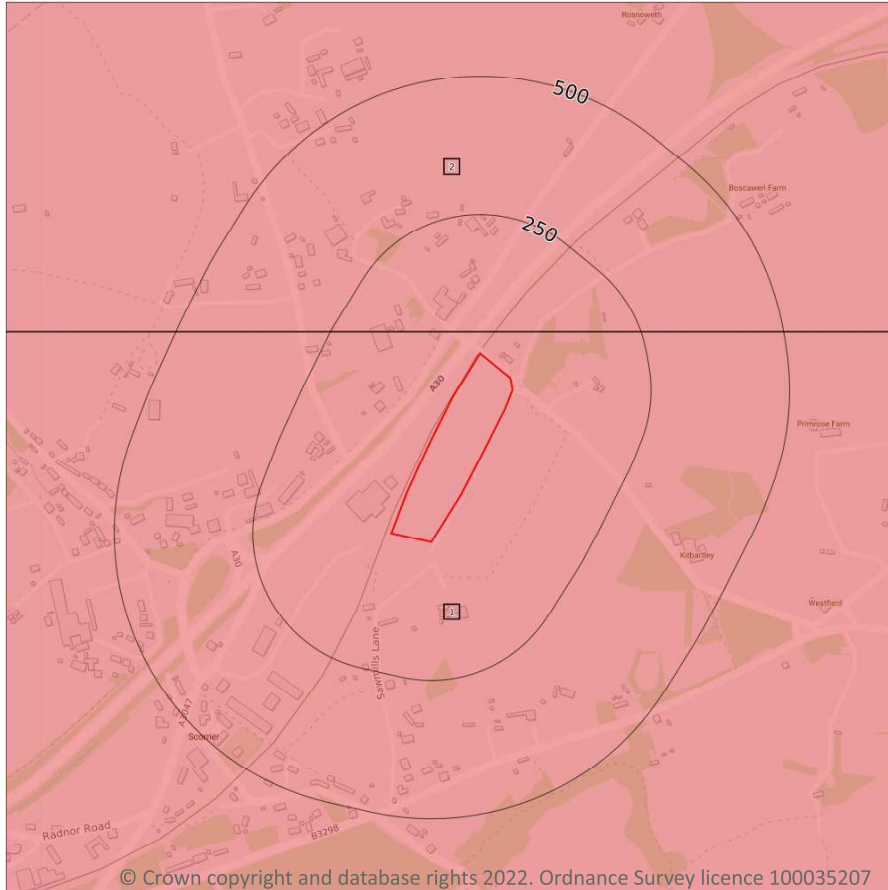 Rosnoweth
500
2
Boscawen Farm
250
A30
Primrose Farm
A30
Kilbartley
Westfield
1
Sawmills Lane
A3047
Scorrier
Radnor Road
B3298
© Crown copyright and database rights 2022. Ordnance Survey licence 100035207